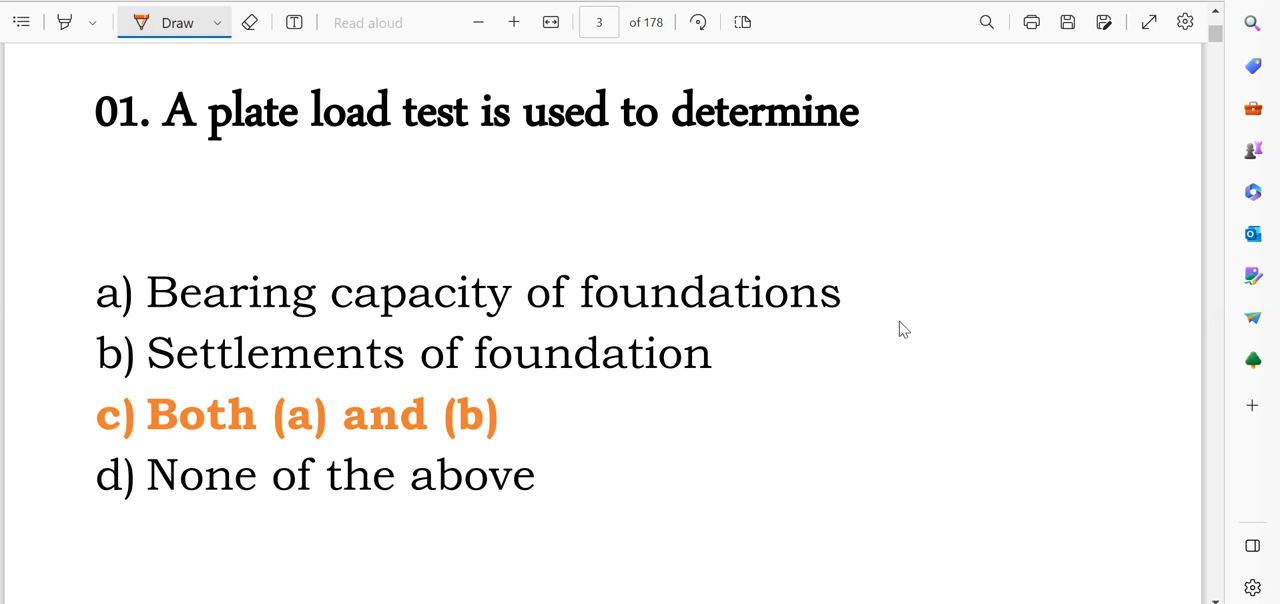 Draw Read aloud 3 of 178
01. A plate load test is used to determine
a) Bearing capacity of foundations
b) Settlements of foundation
c) Both (a) and (b)
d) None of the above